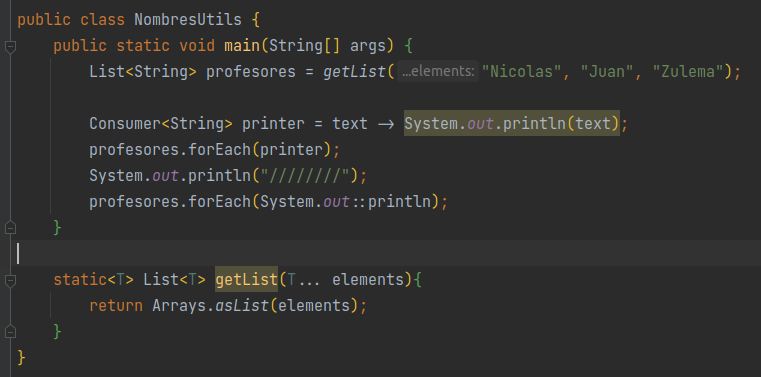 public class NombresUtils {
public static void main(String[] args) {
List<String> profesores = getList( ...elements: "Nicolas", "Juan", "Zulema");
Consumer<String> printer = text → System.out.println(text);
profesores.forEach(printer);
System.out.println("////////");
profesores.forEach(System.out::println);
}
static<T> List<T> getList(T... elements){
return Arrays.asList(elements);
}
}